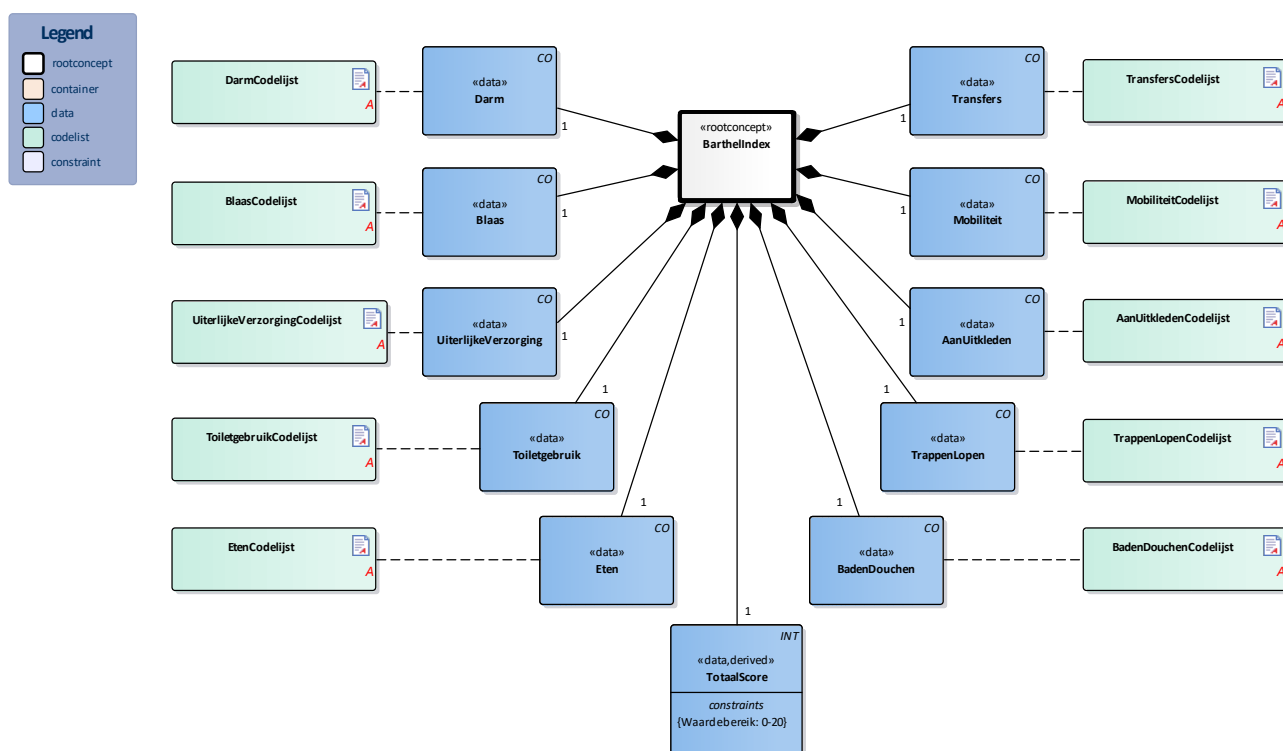 Legend
rootconcept
container
data
codelist
constraint
DarmCodelijst
A
CO
«data»
Darm
1
«rootconcept»
BarthelIndex
CO
«data»
Transfers
1
TransfersCodelijst
A
BlaasCodelijst
A
CO
«data»
Blaas
1
CO
«data»
Mobiliteit
1
MobiliteitCodelijst
A
UiterlijkeVerzorgingCodelijst
A
CO
«data»
UiterlijkeVerzorging
1
CO
«data»
AanUitkleden
1
AanUitkledenCodelijst
A
ToiletgebruikCodelijst
A
CO
«data»
Toiletgebruik
1
CO
«data»
TrappenLopen
1
TrappenLopenCodelijst
A
EtenCodelijst
A
CO
«data»
Eten
1
CO
«data»
BadenDouchen
1
BadenDouchenCodelijst
A
1
INT
«data,derived»
TotaalScore
constraints
{Waardebereik: 0-20}